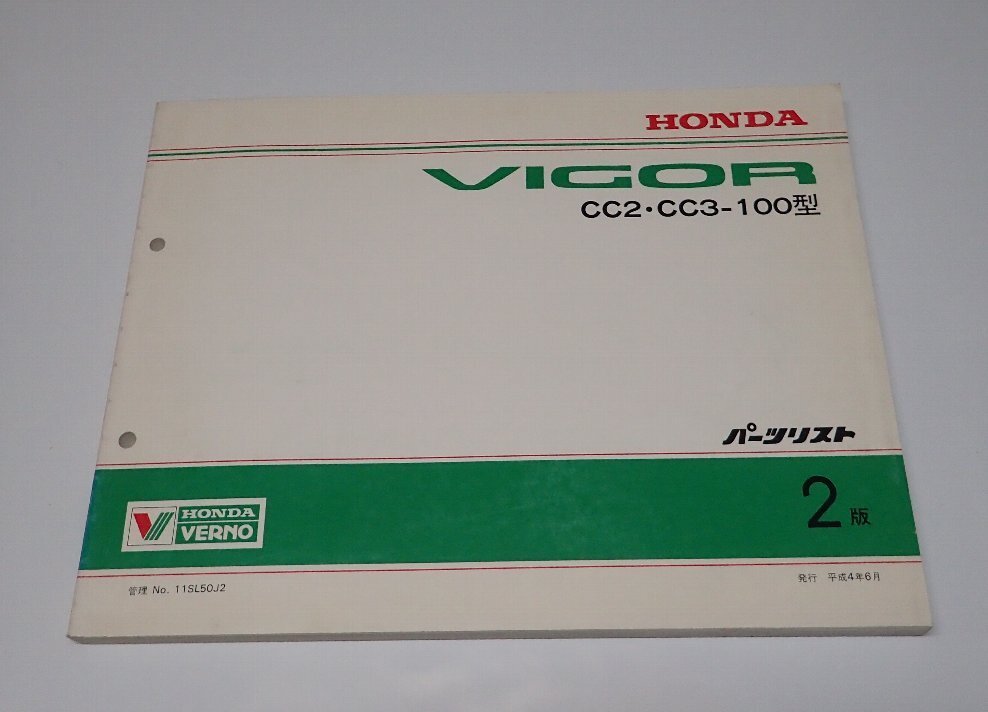 HONDA
VIGOR
CC2・CC3-100型
パーツリスト
2版
HONDA
VERNO
管理 No. 11SL50J2
発行 平成4年6月